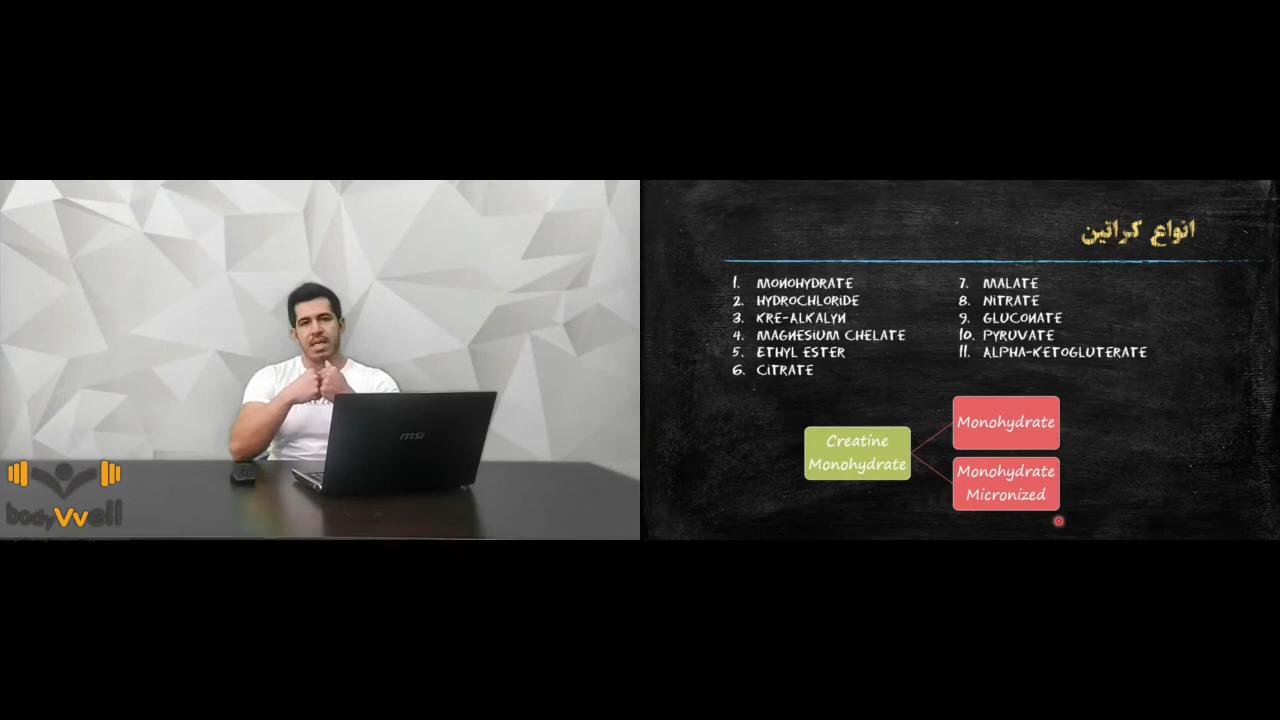 msi
bodyVvell
انواع کراتین
1. MONOHYDRATE
2. HYDROCHLORIDE
3. KRE-ALKALYN
4. MAGNESIUM CHELATE
5. ETHYL ESTER
6. CITRATE
7. MALATE
8. NITRATE
9. GLUCONATE
10. PYRUVATE
11. ALPHA-KETOGLUTERATE
Creatine
Monohydrate
Monohydrate
Monohydrate
Micronized